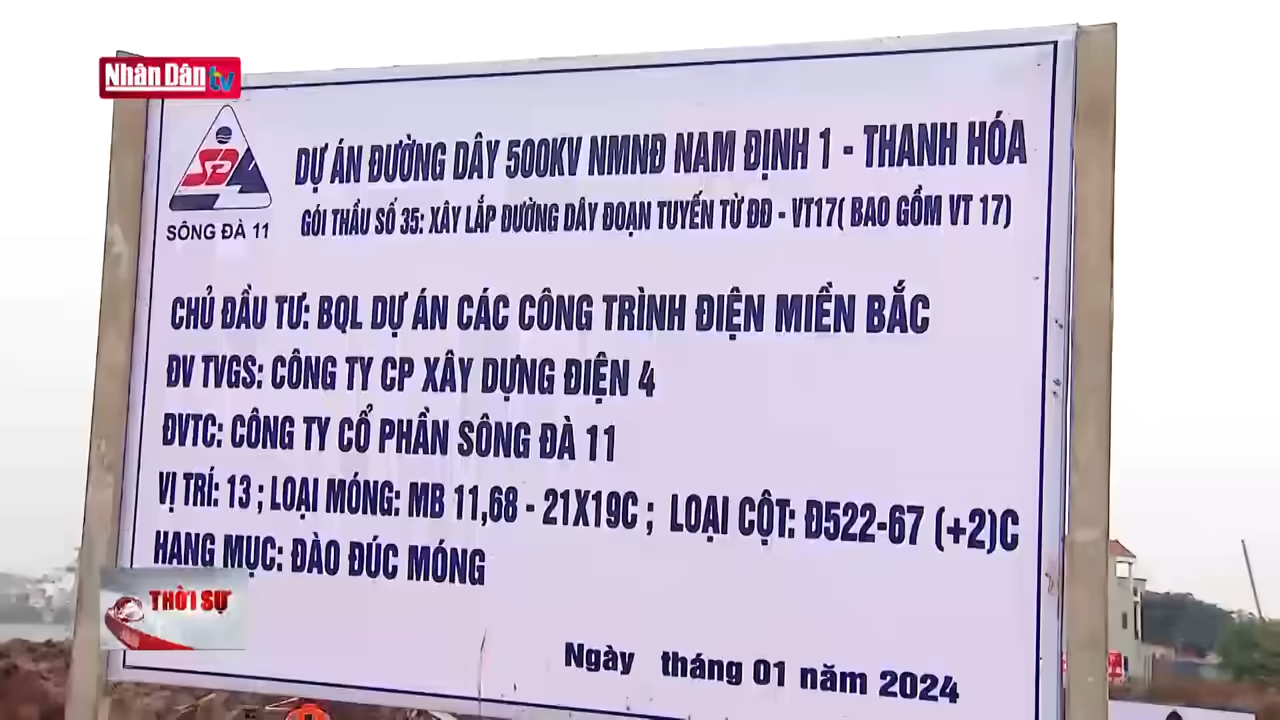 Nhân Dân tv
SĐ4
SÔNG ĐÀ 11
DỰ ÁN ĐƯỜNG DÂY 500KV NMNĐ NAM ĐỊNH 1 - THANH HÓA
GÓI THẦU SỐ 35: XÂY LẮP ĐƯỜNG DÂY ĐOẠN TUYẾN TỪ ĐĐ - VT17( BAO GỒM VT 17)
CHỦ ĐẦU TƯ: BQL DỰ ÁN CÁC CÔNG TRÌNH ĐIỆN MIỀN BẮC
ĐV TVGS: CÔNG TY CP XÂY DỰNG ĐIỆN 4
ĐVTC: CÔNG TY CỔ PHẦN SÔNG ĐÀ 11
VỊ TRÍ: 13 ; LOẠI MÓNG: MB 11,68 - 21X19C ; LOẠI CỘT: Đ522-67 (+2)C
HẠNG MỤC: ĐÀO ĐÚC MÓNG
THỜI SỰ
Ngày tháng 01 năm 2024